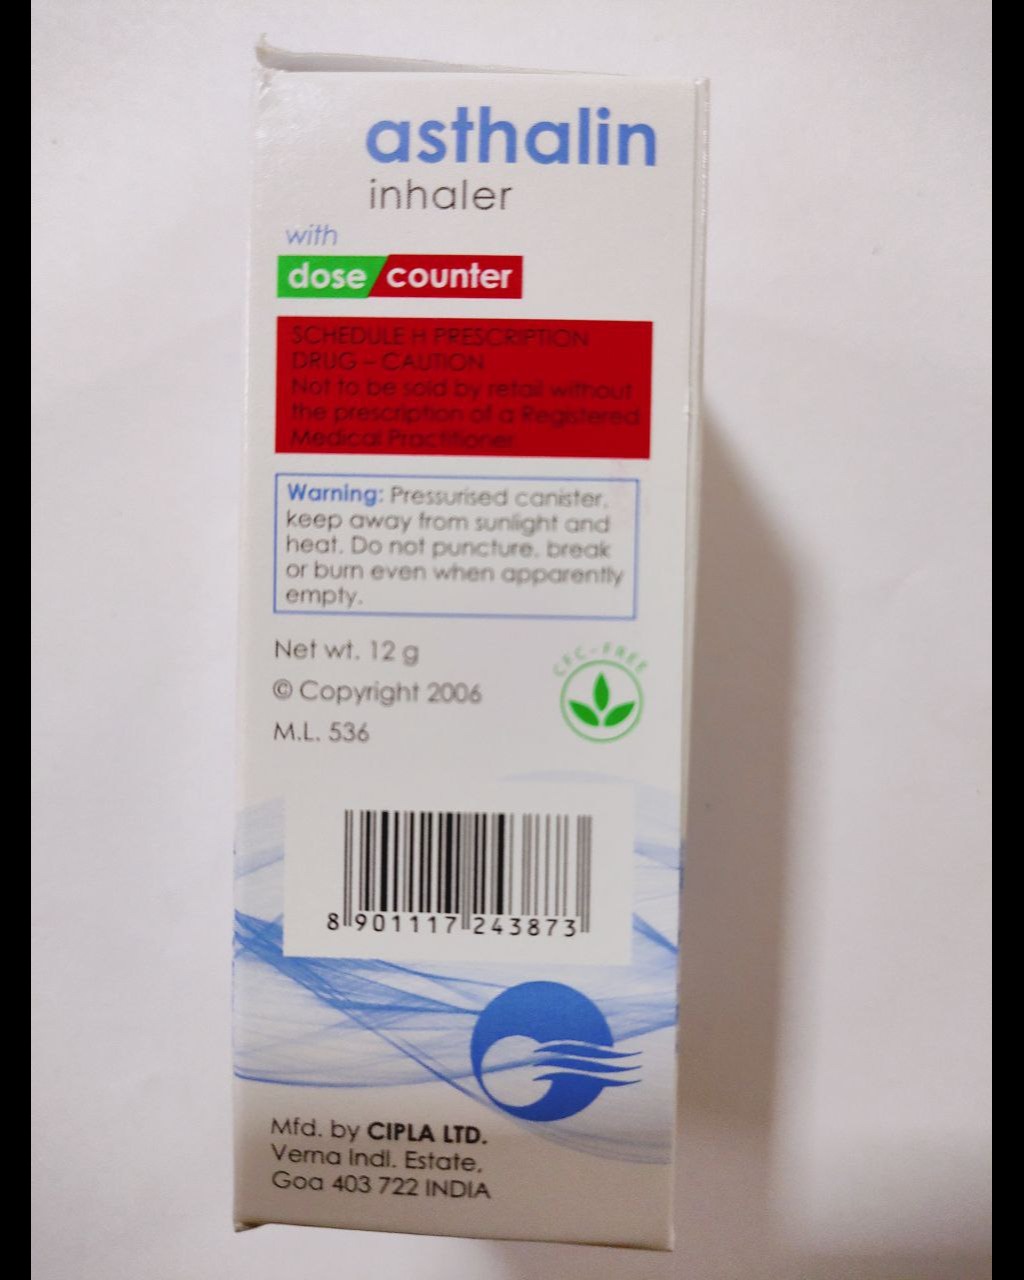 asthalin
inhaler
with
dose counter
SCHEDULE H PRESCRIPTION
DRUG – CAUTION
Not to be sold by retail without
the prescription of a Registered
Medical Practitioner
Warning: Pressurised canister,
keep away from sunlight and
heat. Do not puncture, break
or burn even when apparently
empty.
Net wt. 12 g
CFC-FREE
© Copyright 2006
M.L. 536
8 901117 243873
Mfd. by CIPLA LTD.
Verna Indl. Estate,
Goa 403 722 INDIA